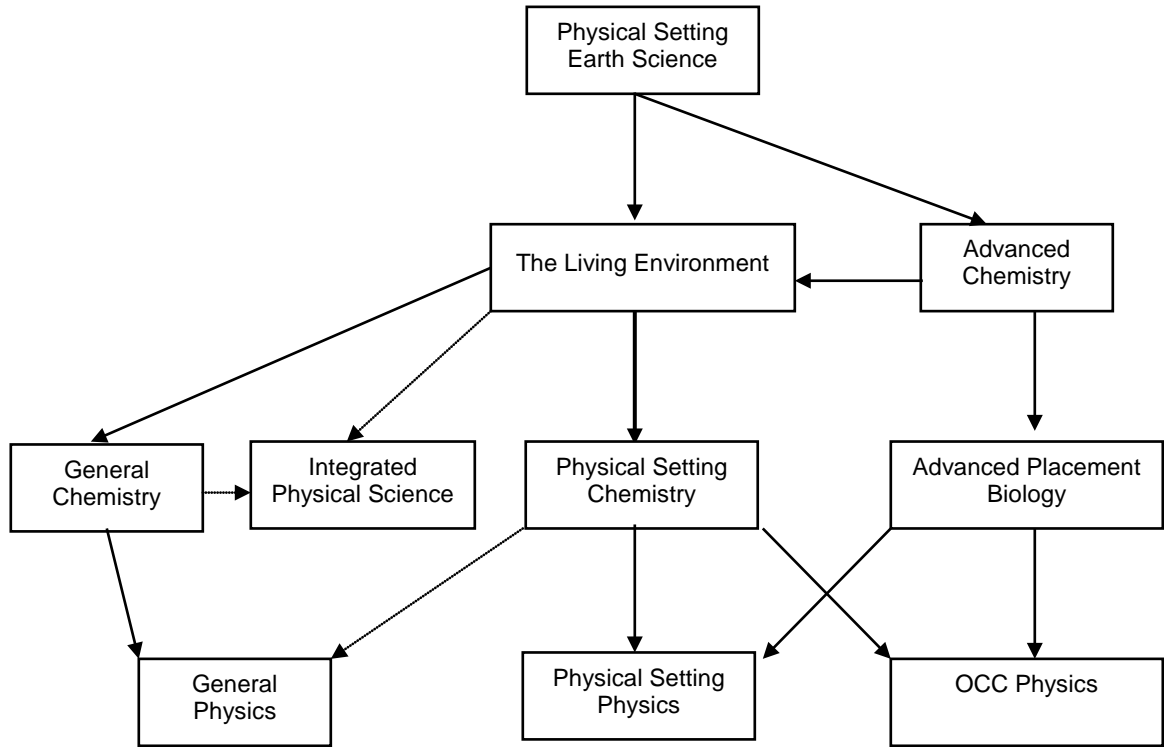 Physical Setting
Earth Science
The Living Environment
Advanced
Chemistry
General
Chemistry
Integrated
Physical Science
Physical Setting
Chemistry
Advanced Placement
Biology
General
Physics
Physical Setting
Physics
OCC Physics